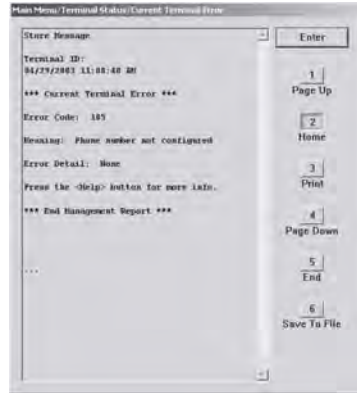 Main Menu/Terminal Status/Current Terminal Error
Store Message
Terminal ID:
04/29/2003 11:08:40 AM
*** Current Terminal Error ***
Error Code: 105
Meaning: Phone number not configured
Error Detail: None
Press the <Help> button for more info.
*** End Management Report ***
...
Enter
1
Page Up
2
Home
3
Print
4
Page Down
5
End
6
Save To File